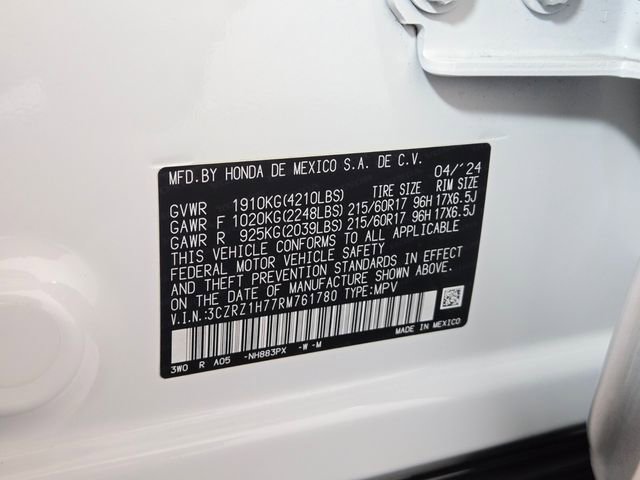 MFD.BY HONDA DE MEXICO S.A. DE C.V. 04/'24
GVWR 1910KG(4210LBS) TIRE SIZE RIM SIZE
GAWR F 1020KG(2248LBS) 215/60R17 96H 17X6.5J
GAWR R 925KG(2039LBS) 215/60R17 96H 17X6.5J
THIS VEHICLE CONFORMS TO ALL APPLICABLE
FEDERAL MOTOR VEHICLE SAFETY
AND THEFT PREVENTION STANDARDS IN EFFECT
ON THE DATE OF MANUFACTURE SHOWN ABOVE.
V.I.N.:3CZRZ1H77RM761780 TYPE:MPV
MADE IN MEXICO
3W0 R A05 -NH883PX -W-M